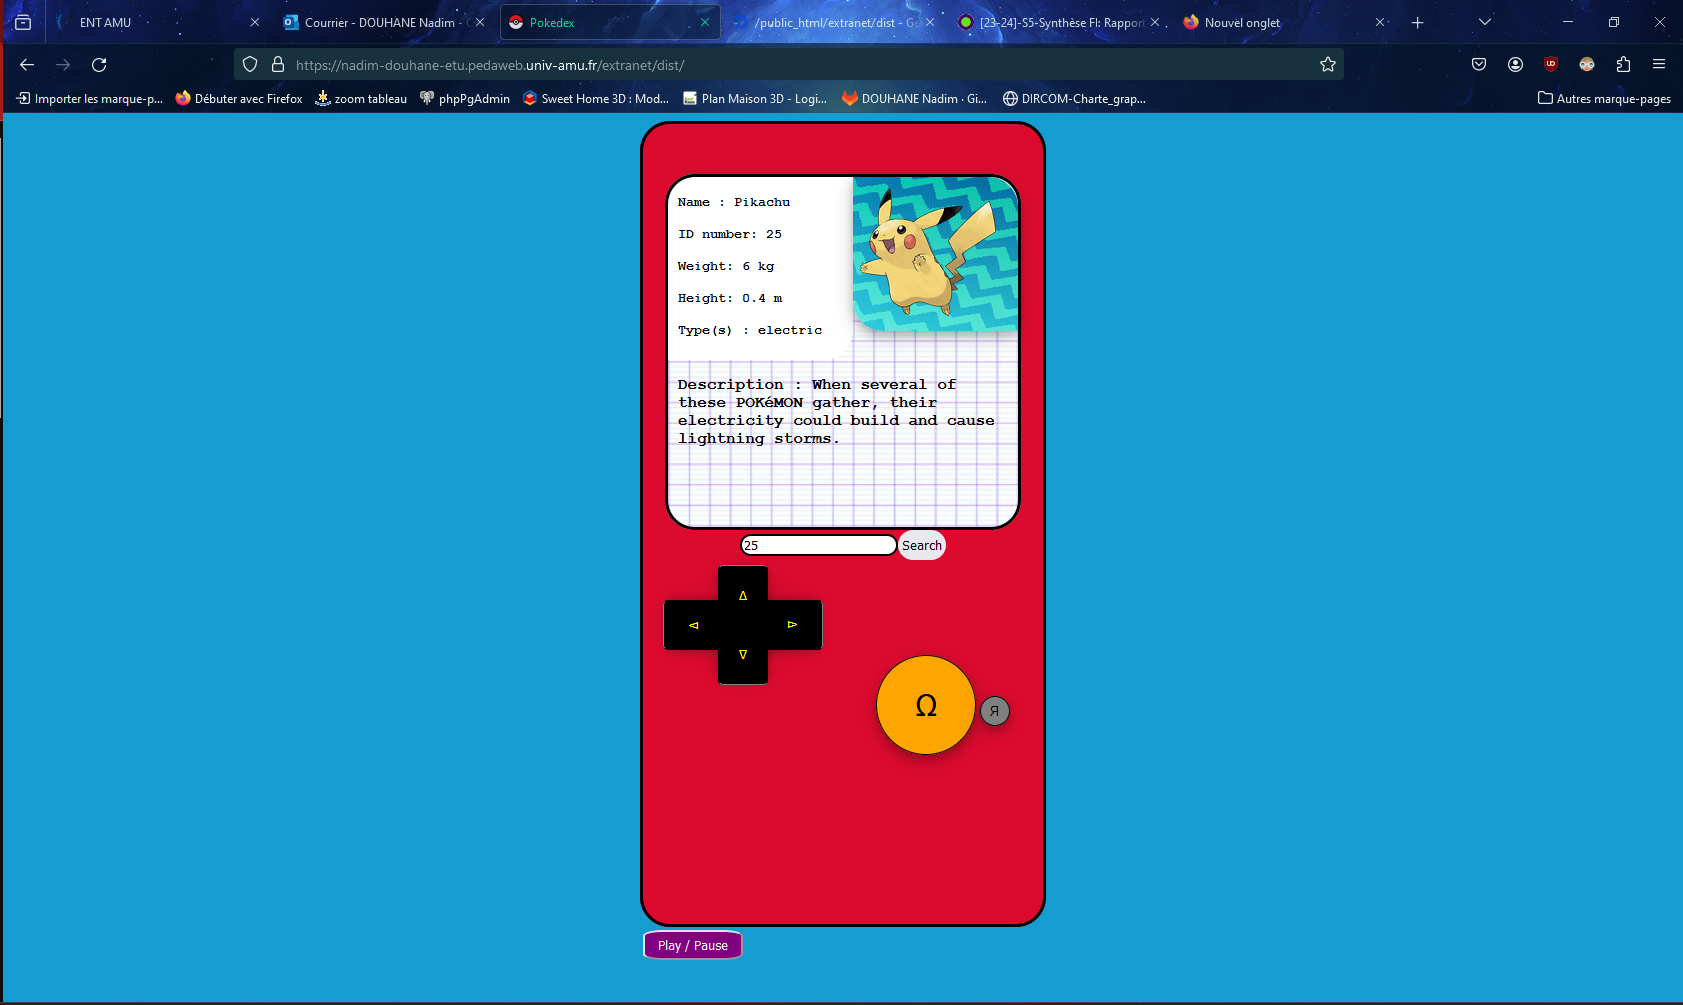 ENT AMU
Courrier - DOUHANE Nadim -
Pokedex
/public_html/extranet/dist - Go
[23-24]-S5-Synthèse FI: Rapport
Nouvel onglet
https://nadim-douhane-etu.pedaweb.univ-amu.fr/extranet/dist/
Importer les marque-p...
Débuter avec Firefox
zoom tableau
phpPgAdmin
Sweet Home 3D : Mod...
Plan Maison 3D - Logi...
DOUHANE Nadim · Gi...
DIRCOM-Charte_grap...
Autres marque-pages
Name : Pikachu
ID number: 25
Weight: 6 kg
Height: 0.4 m
Type(s) : electric
Description : When several of
these POKéMON gather, their
electricity could build and cause
lightning storms.
25
Search
Δ
⊲ ⊳
∇
Ω
Я
Play / Pause